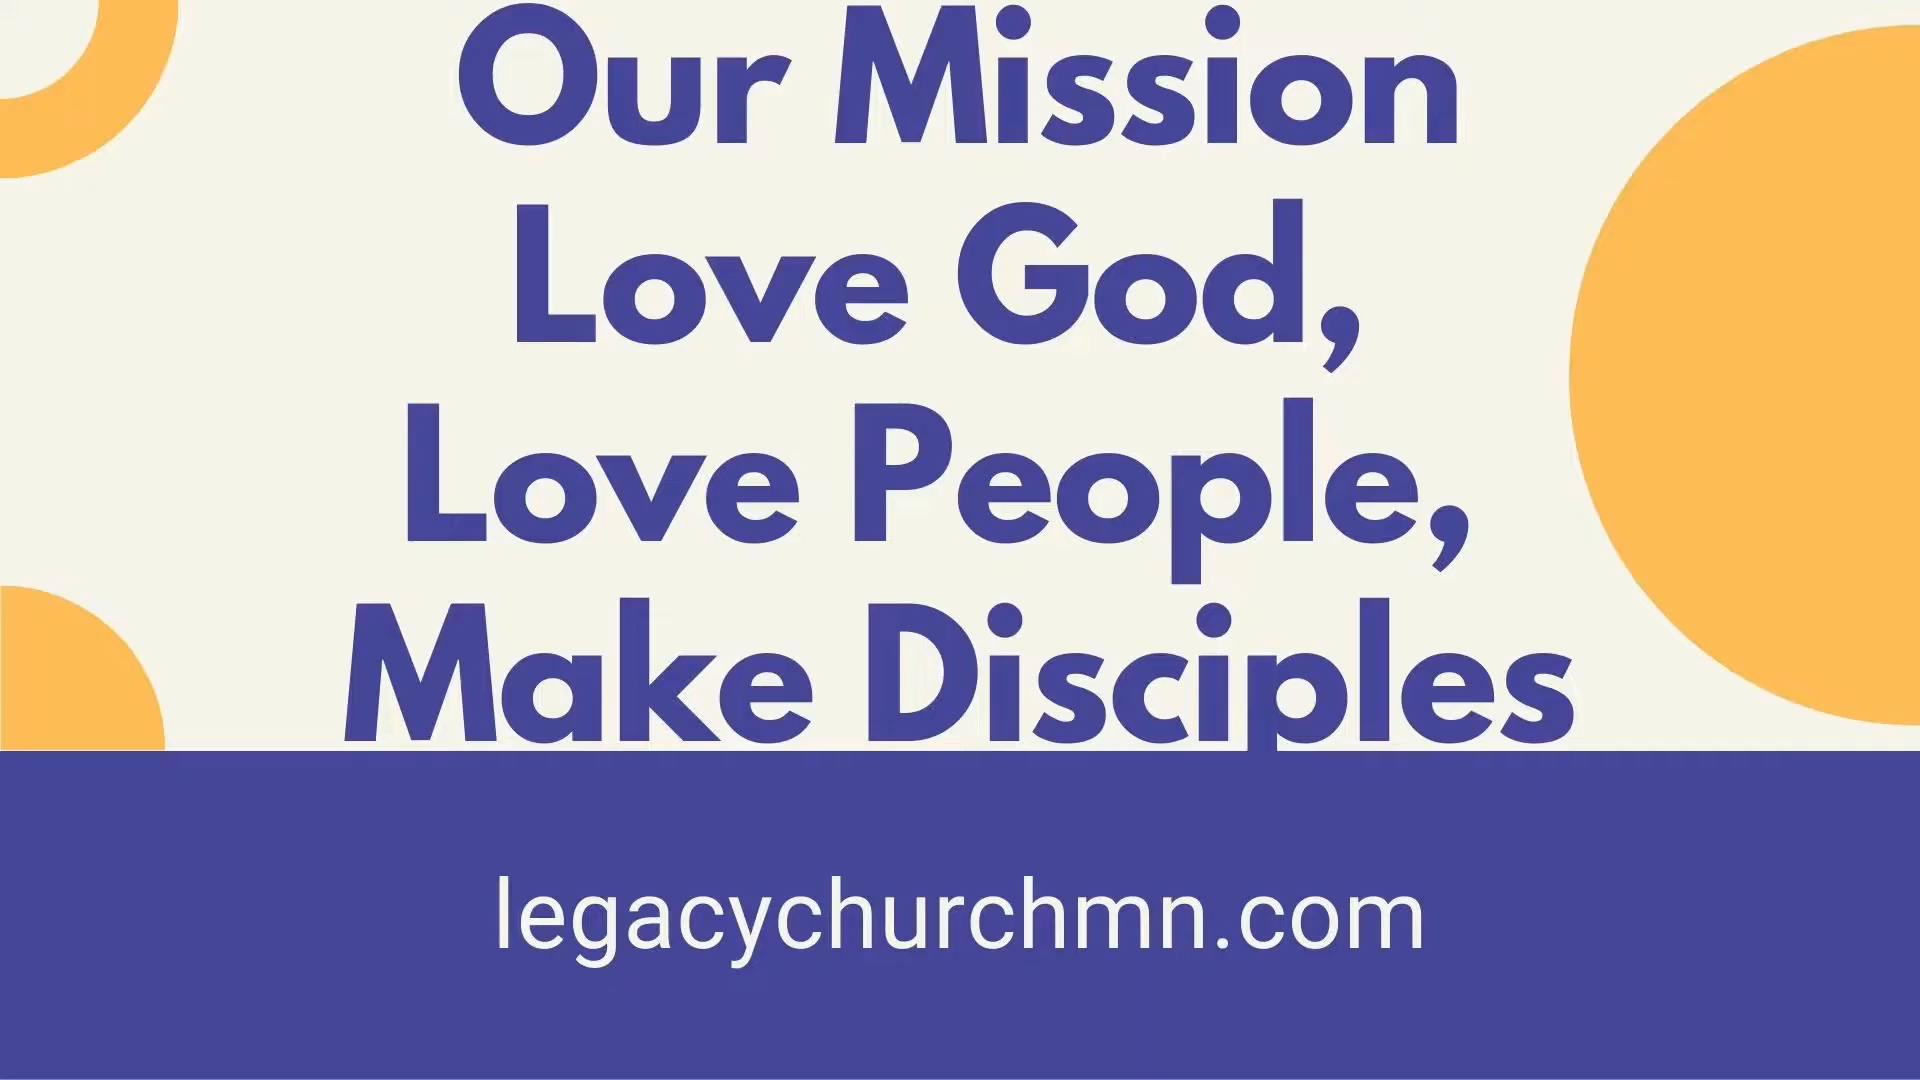 Our Mission
Love God,
Love People,
Make Disciples
legacychurchmn.com